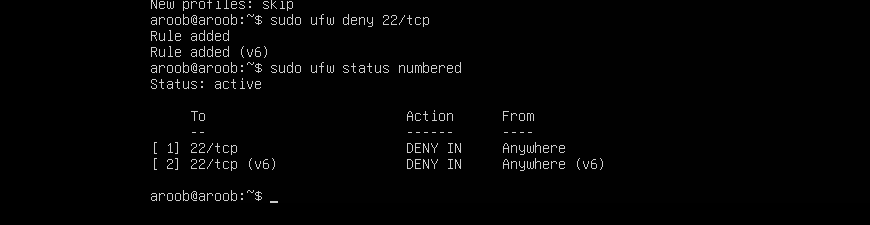 New profiles: skip
aroob@aroob:~$ sudo ufw deny 22/tcp
Rule added
Rule added (v6)
aroob@aroob:~$ sudo ufw status numbered
Status: active
To Action From
-- ------ ----
[ 1] 22/tcp DENY IN Anywhere
[ 2] 22/tcp (v6) DENY IN Anywhere (v6)
aroob@aroob:~$ _